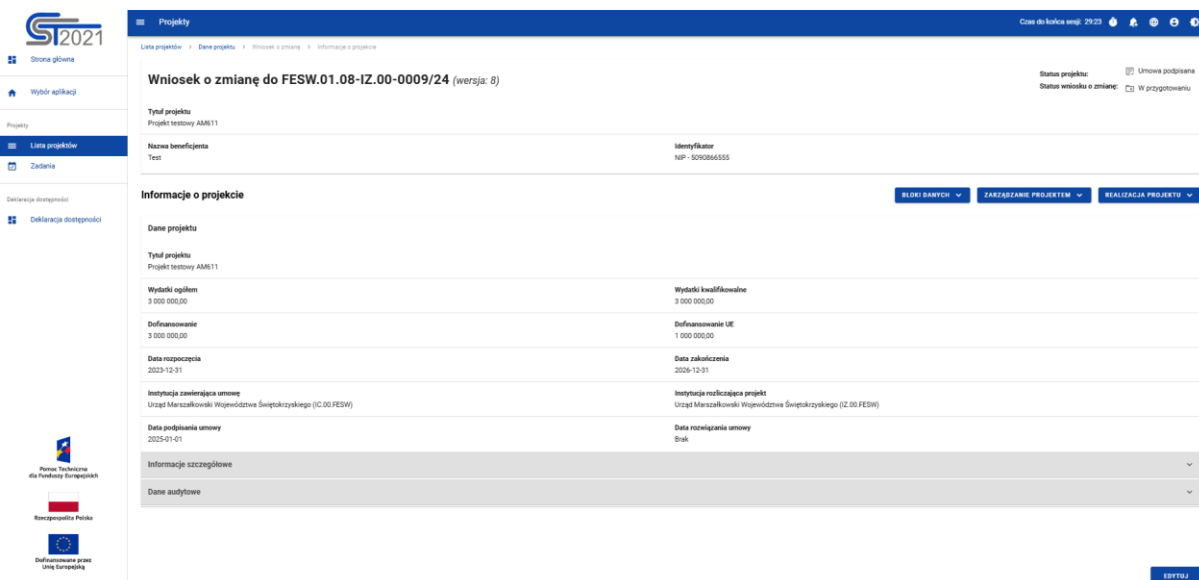 CST2021
Strona główna
Wybór aplikacji
Projekty
Lista projektów
Zadania
Deklaracja dostępności
Deklaracja dostępności
Pomoc Techniczna
dla Funduszy Europejskich
Rzeczpospolita Polska
Dofinansowane przez
Unię Europejską
Projekty
Czas do końca sesji: 29:23
Lista projektów > Dane projektu > Wniosek o zmianę > Informacje o projekcie
Wniosek o zmianę do FESW.01.08-IZ.00-0009/24 (wersja: 8)
Status projektu: Umowa podpisana
Status wniosku o zmianę: W przygotowaniu
Tytuł projektu
Projekt testowy AM611
Nazwa beneficjenta Identyfikator
Test NIP - 5090866555
Informacje o projekcie BLOKI DANYCH ZARZĄDZANIE PROJEKTEM REALIZACJA PROJEKTU
Dane projektu
Tytuł projektu
Projekt testowy AM611
Wydatki ogółem Wydatki kwalifikowalne
3 000 000,00 3 000 000,00
Dofinansowanie Dofinansowanie UE
3 000 000,00 1 000 000,00
Data rozpoczęcia Data zakończenia
2023-12-31 2026-12-31
Instytucja zawierająca umowę Instytucja rozliczająca projekt
Urząd Marszałkowski Województwa Świętokrzyskiego (IC.00.FESW) Urząd Marszałkowski Województwa Świętokrzyskiego (IZ.00.FESW)
Data podpisania umowy Data rozwiązania umowy
2025-01-01 Brak
Informacje szczegółowe
Dane audytowe
EDYTUJ